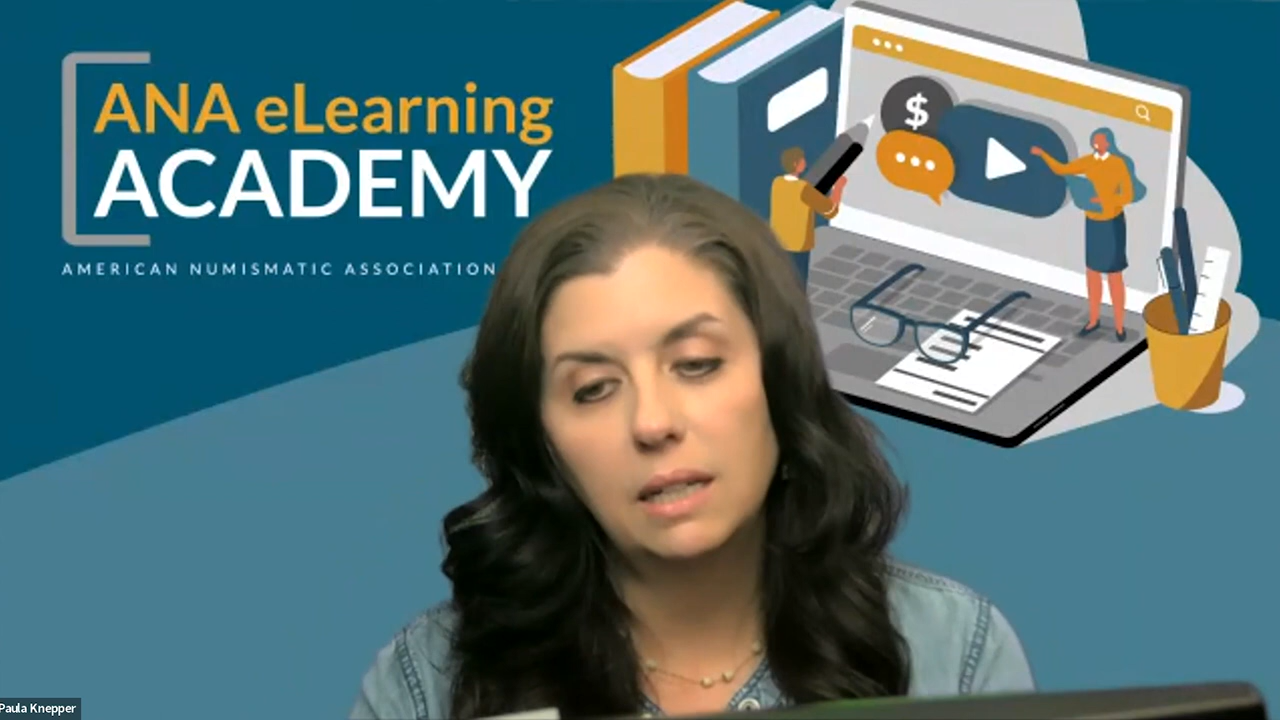 ANA eLearning
ACADEMY
AMERICAN NUMISMATIC ASSOCIATION
$
Paula Knepper